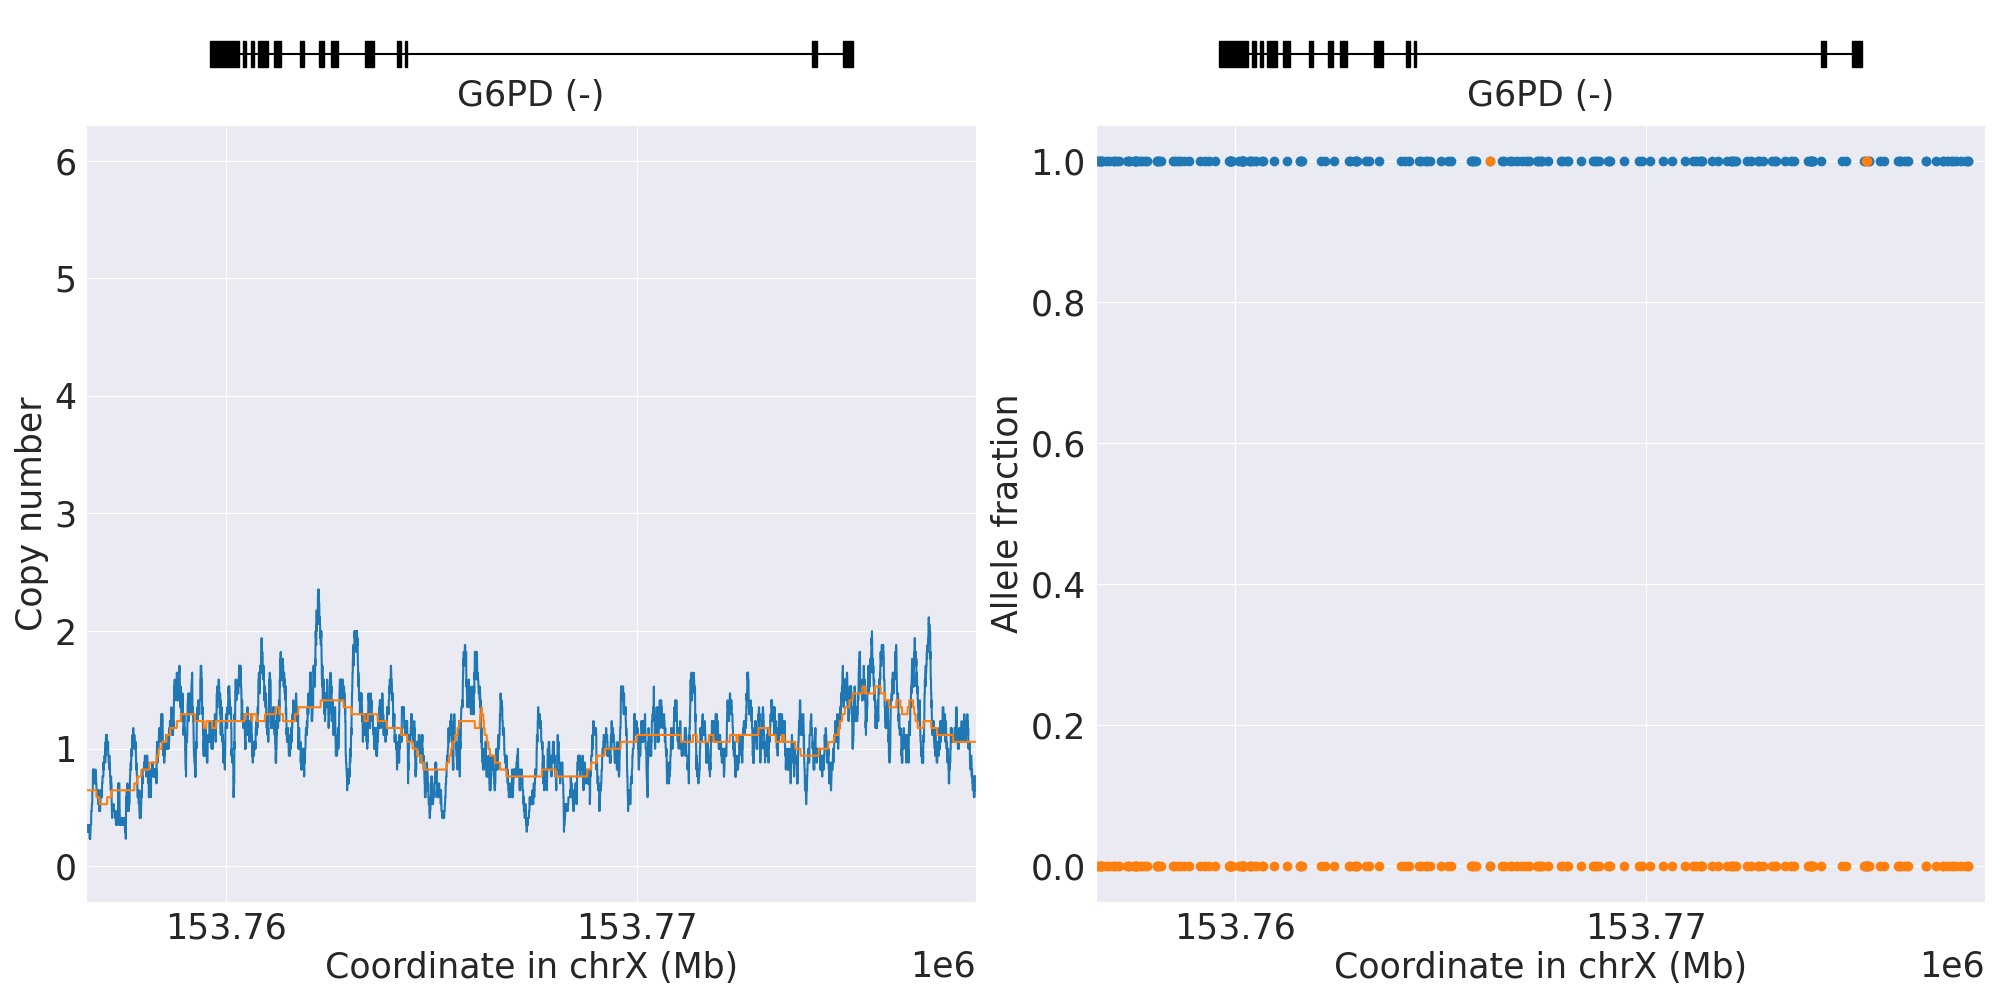 G6PD (-)
6
5
4
3
2
1
0
Copy number
153.76
153.77
Coordinate in chrX (Mb)
1e6
G6PD (-)
1.0
0.8
0.6
0.4
0.2
0.0
Allele fraction
153.76
153.77
Coordinate in chrX (Mb)
1e6